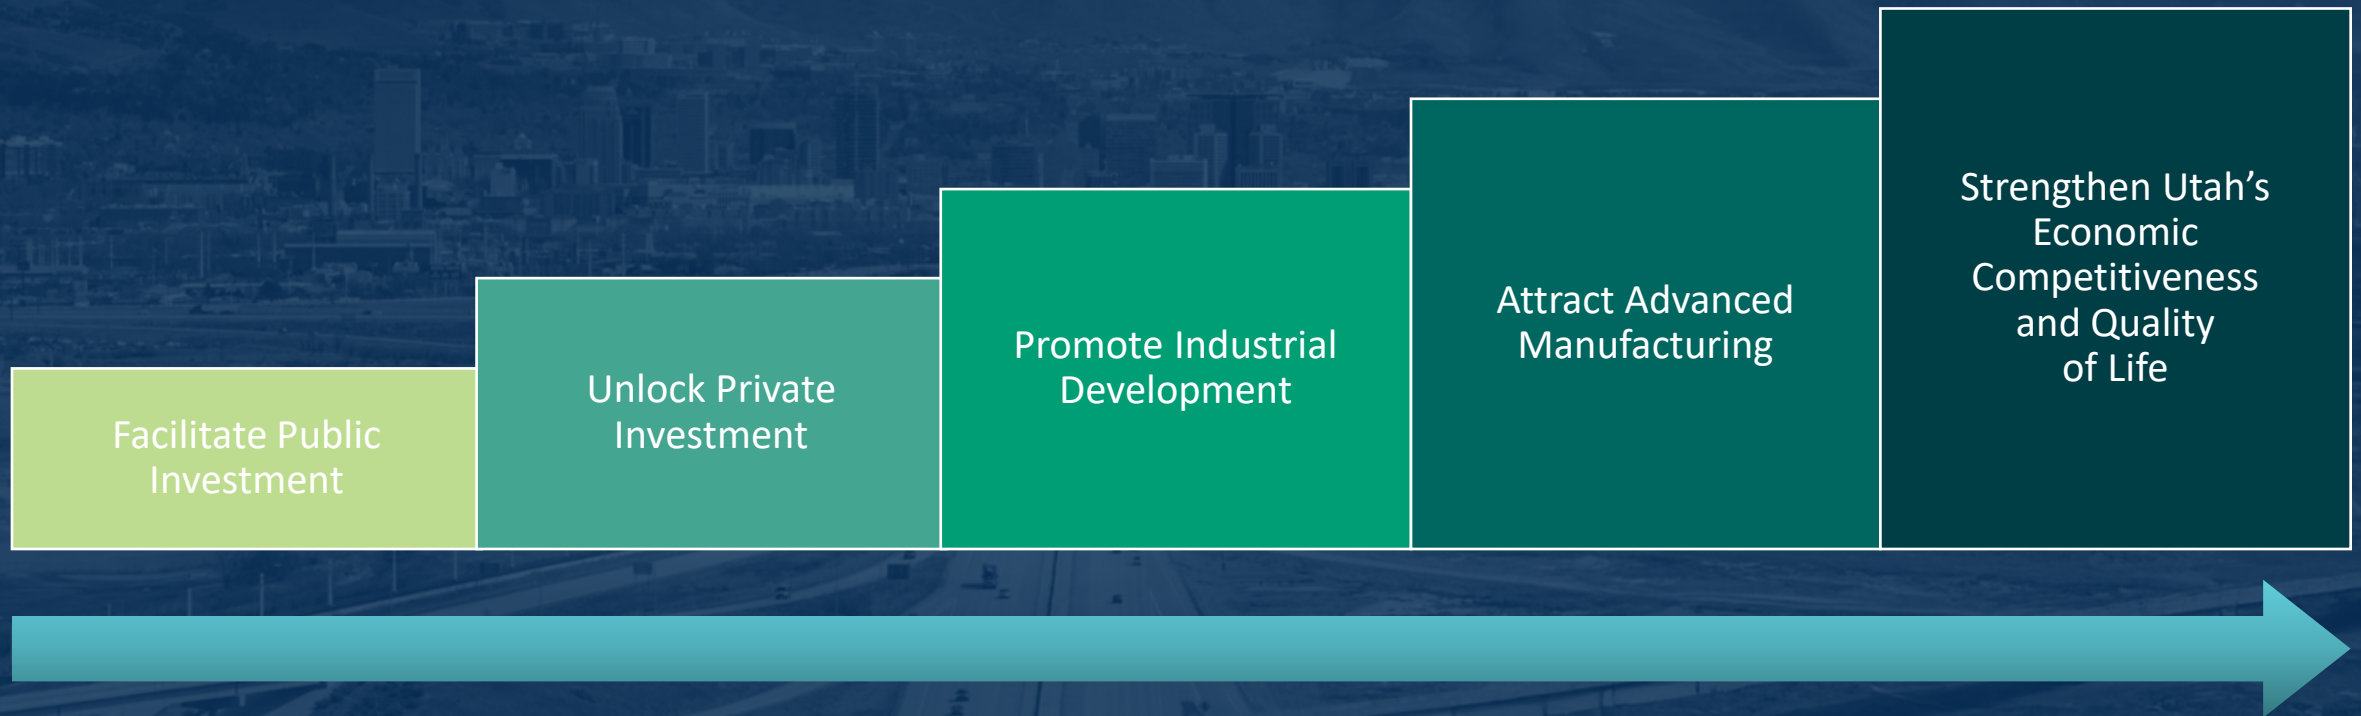 Facilitate Public
Investment
Unlock Private
Investment
Promote Industrial
Development
Attract Advanced
Manufacturing
Strengthen Utah’s
Economic
Competitiveness
and Quality
of Life